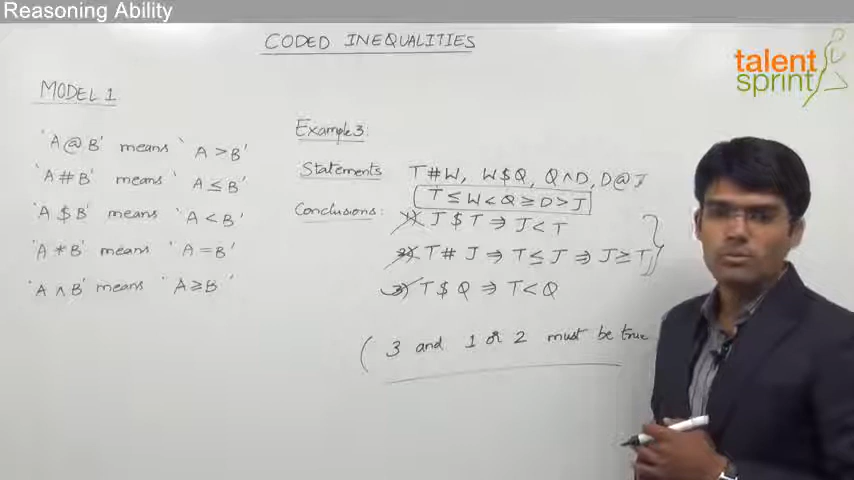 Reasoning Ability
CODED INEQUALITIES
talent
sprint
MODEL 1
'A @ B' means 'A > B'
'A # B' means 'A ≤ B'
'A $ B' means 'A < B'
'A * B' means 'A = B'
'A ∧ B' means 'A ≥ B'
Example 3:
Statements T # W, W $ Q, Q ∧ D, D @ J
T ≤ W < Q ≥ D > J
Conclusions: 1) J $ T ⇒ J < T
2) T # J ⇒ T ≤ J ⇒ J ≥ T
3) T $ Q ⇒ T < Q
( 3 and 1 or 2 must be true